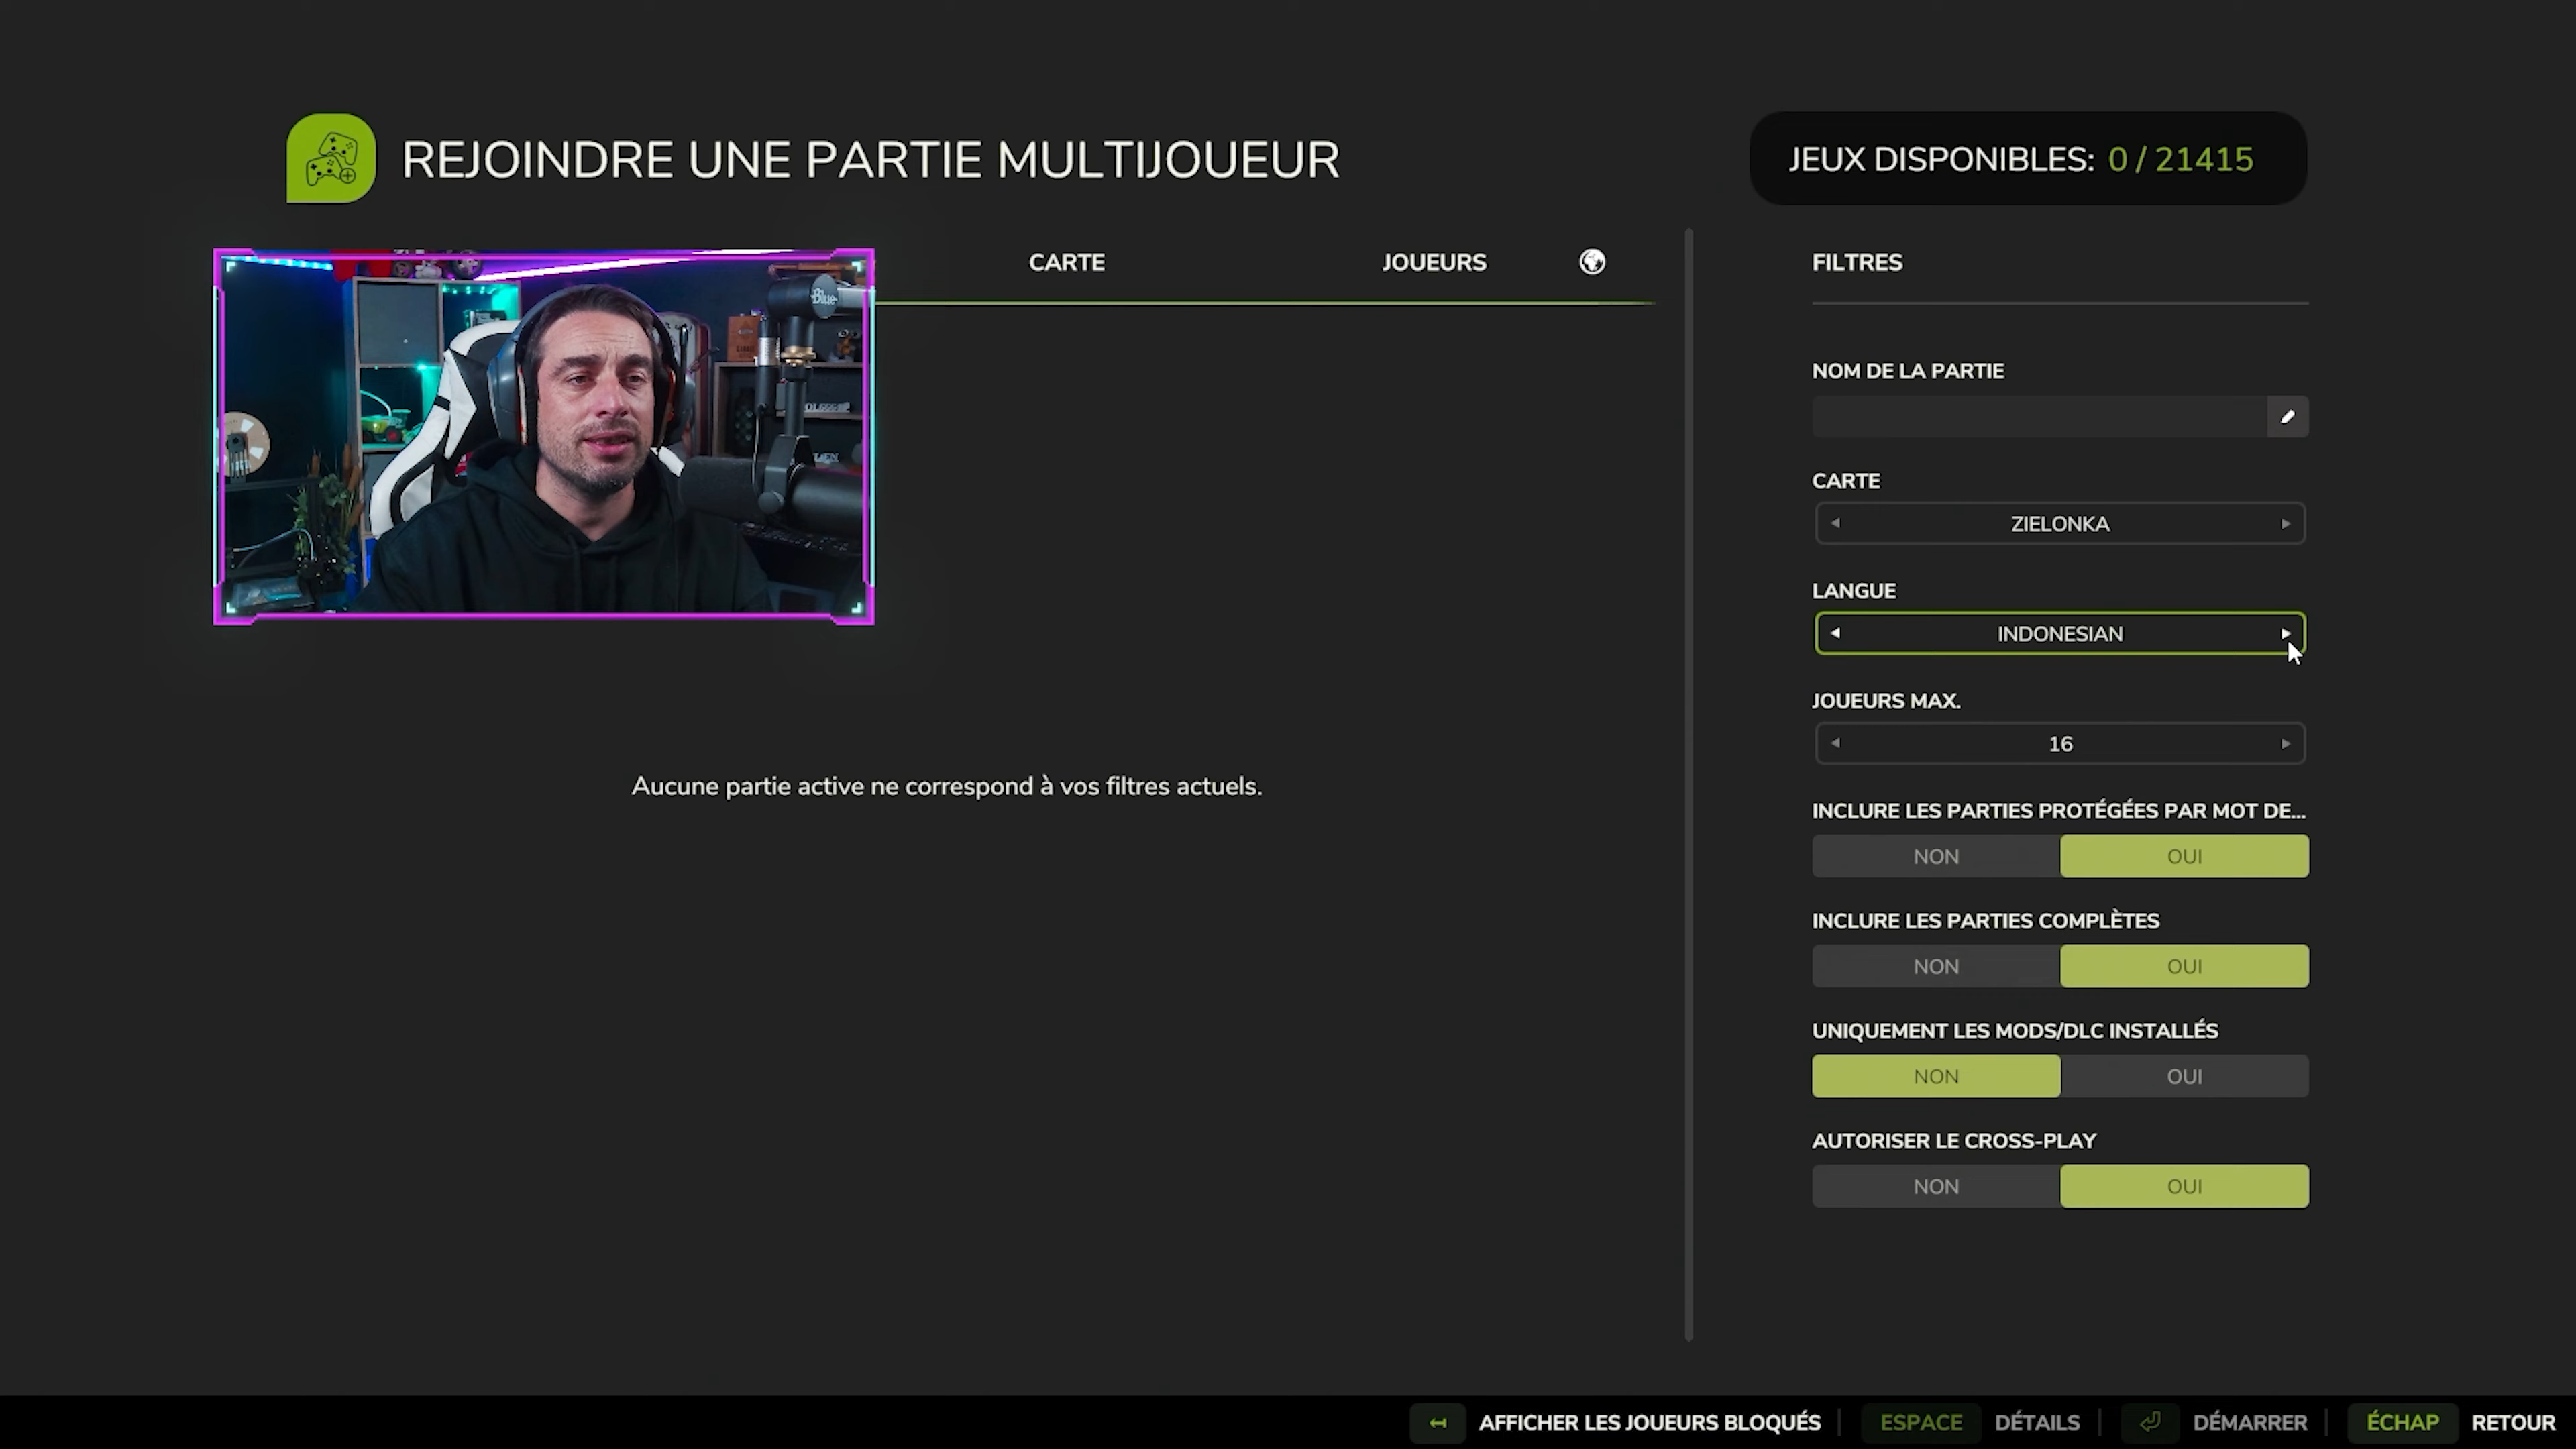 REJOINDRE UNE PARTIE MULTIJOUEUR
JEUX DISPONIBLES: 0 / 21415
CARTE
JOUEURS
Aucune partie active ne correspond à vos filtres actuels.
FILTRES
NOM DE LA PARTIE
CARTE
ZIELONKA
LANGUE
INDONESIAN
JOUEURS MAX.
16
INCLURE LES PARTIES PROTÉGÉES PAR MOT DE...
NON OUI
INCLURE LES PARTIES COMPLÈTES
NON OUI
UNIQUEMENT LES MODS/DLC INSTALLÉS
NON OUI
AUTORISER LE CROSS-PLAY
NON OUI
AFFICHER LES JOUEURS BLOQUÉS
ESPACE DÉTAILS
DÉMARRER
ÉCHAP RETOUR